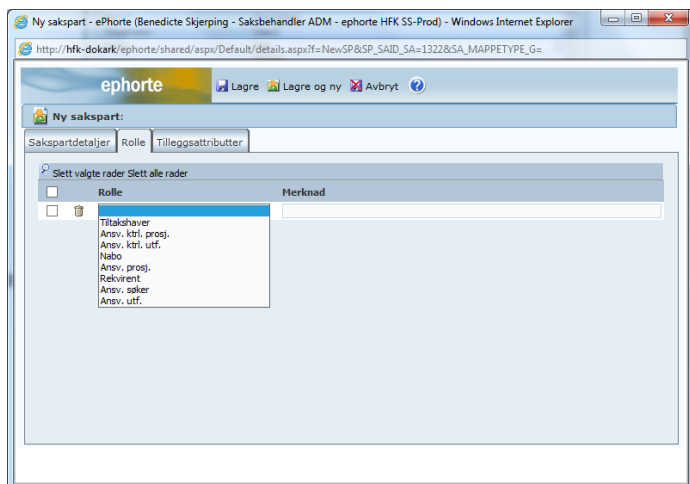 Ny sakspart - ePhorte (Benedicte Skjerping - Saksbehandler ADM - ephorte HFK SS-Prod) - Windows Internet Explorer
http://hfk-dokark/ephorte/shared/aspx/Default/details.aspx?f=NewSP&SP_SAID_SA=1322&SA_MAPPETYPE_G=
ephorte Lagre Lagre og ny Avbryt ?
Ny sakspart:
Sakspartdetaljer Rolle Tilleggsattributter
Slett valgte rader Slett alle rader
Rolle Merknad
Tiltakshaver
Ansv. ktrl. prosj.
Ansv. ktrl. utf.
Nabo
Ansv. prosj.
Rekvirent
Ansv. søker
Ansv. utf.